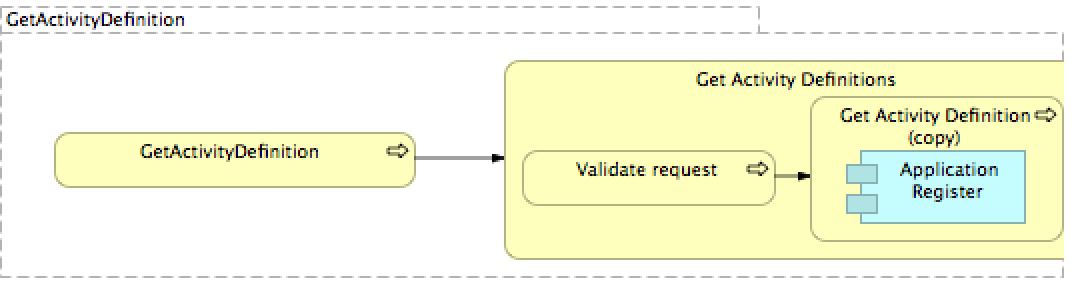 GetActivityDefinition
Get Activity Definitions
GetActivityDefinition
Validate request
Get Activity Definition
(copy)
Application
Register